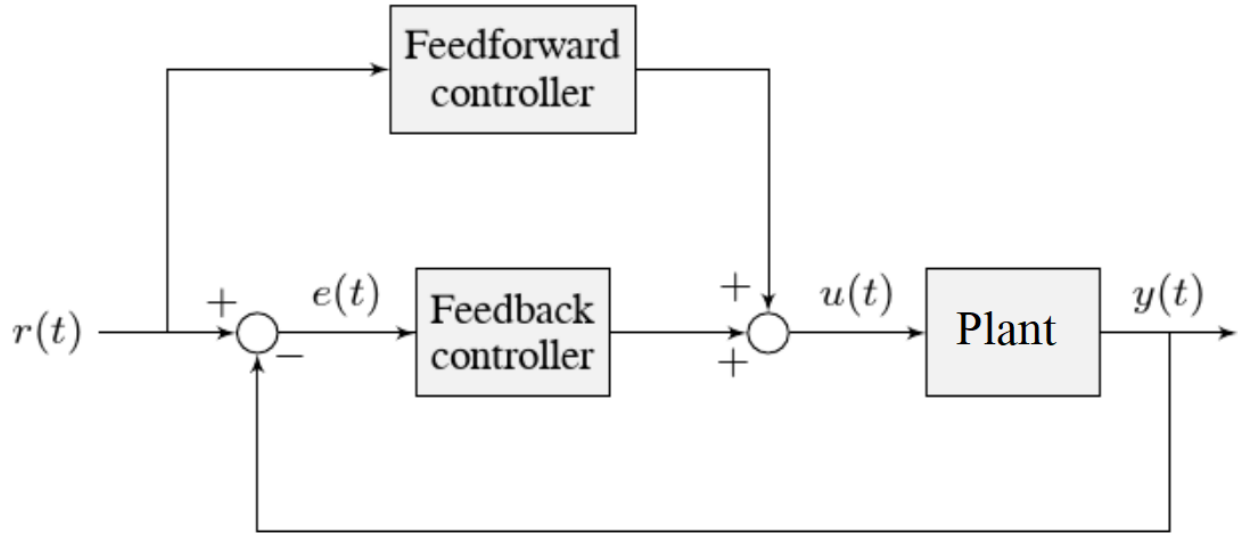 Feedforward
controller
r(t)
+
−
e(t)
Feedback
controller
+
+
u(t)
Plant
y(t)